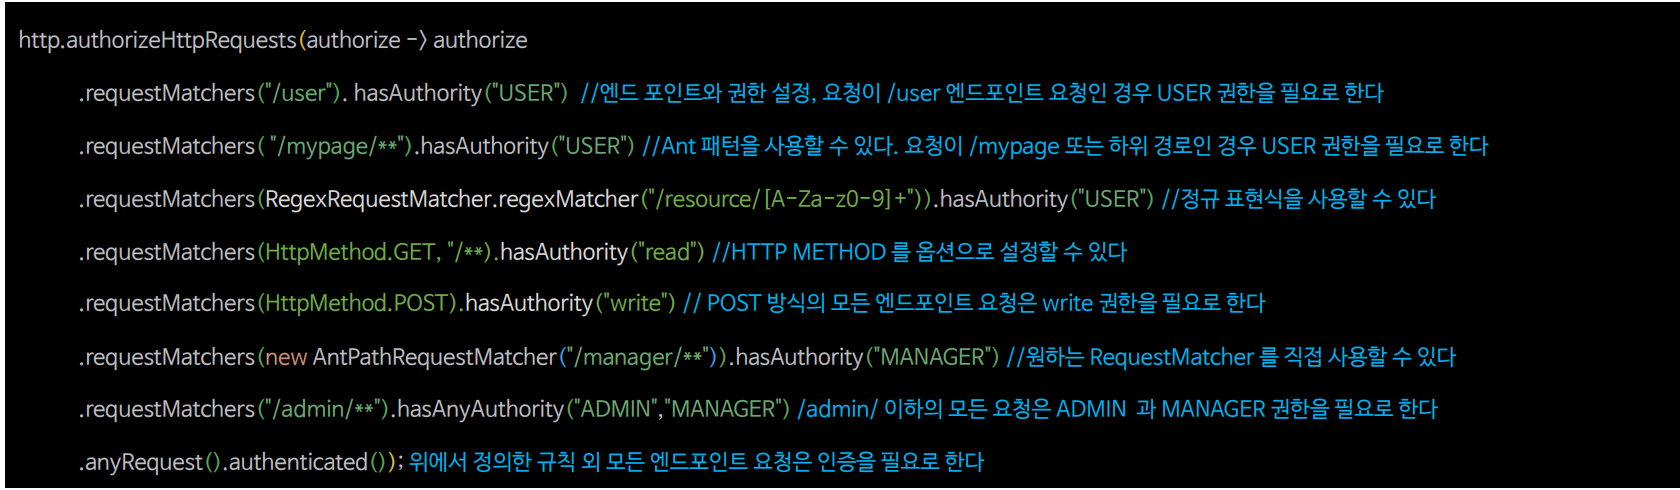 http.authorizeHttpRequests(authorize -> authorize
.requestMatchers("/user"). hasAuthority("USER") //엔드 포인트와 권한 설정, 요청이 /user 엔드포인트 요청인 경우 USER 권한을 필요로 한다
.requestMatchers( "/mypage/**").hasAuthority("USER") //Ant 패턴을 사용할 수 있다. 요청이 /mypage 또는 하위 경로인 경우 USER 권한을 필요로 한다
.requestMatchers(RegexRequestMatcher.regexMatcher("/resource/[A-Za-z0-9]+")).hasAuthority("USER") //정규 표현식을 사용할 수 있다
.requestMatchers(HttpMethod.GET, "/**).hasAuthority("read") //HTTP METHOD 를 옵션으로 설정할 수 있다
.requestMatchers(HttpMethod.POST).hasAuthority("write") // POST 방식의 모든 엔드포인트 요청은 write 권한을 필요로 한다
.requestMatchers(new AntPathRequestMatcher("/manager/**")).hasAuthority("MANAGER") //원하는 RequestMatcher 를 직접 사용할 수 있다
.requestMatchers("/admin/**").hasAnyAuthority("ADMIN","MANAGER") /admin/ 이하의 모든 요청은 ADMIN 과 MANAGER 권한을 필요로 한다
.anyRequest().authenticated()); 위에서 정의한 규칙 외 모든 엔드포인트 요청은 인증을 필요로 한다